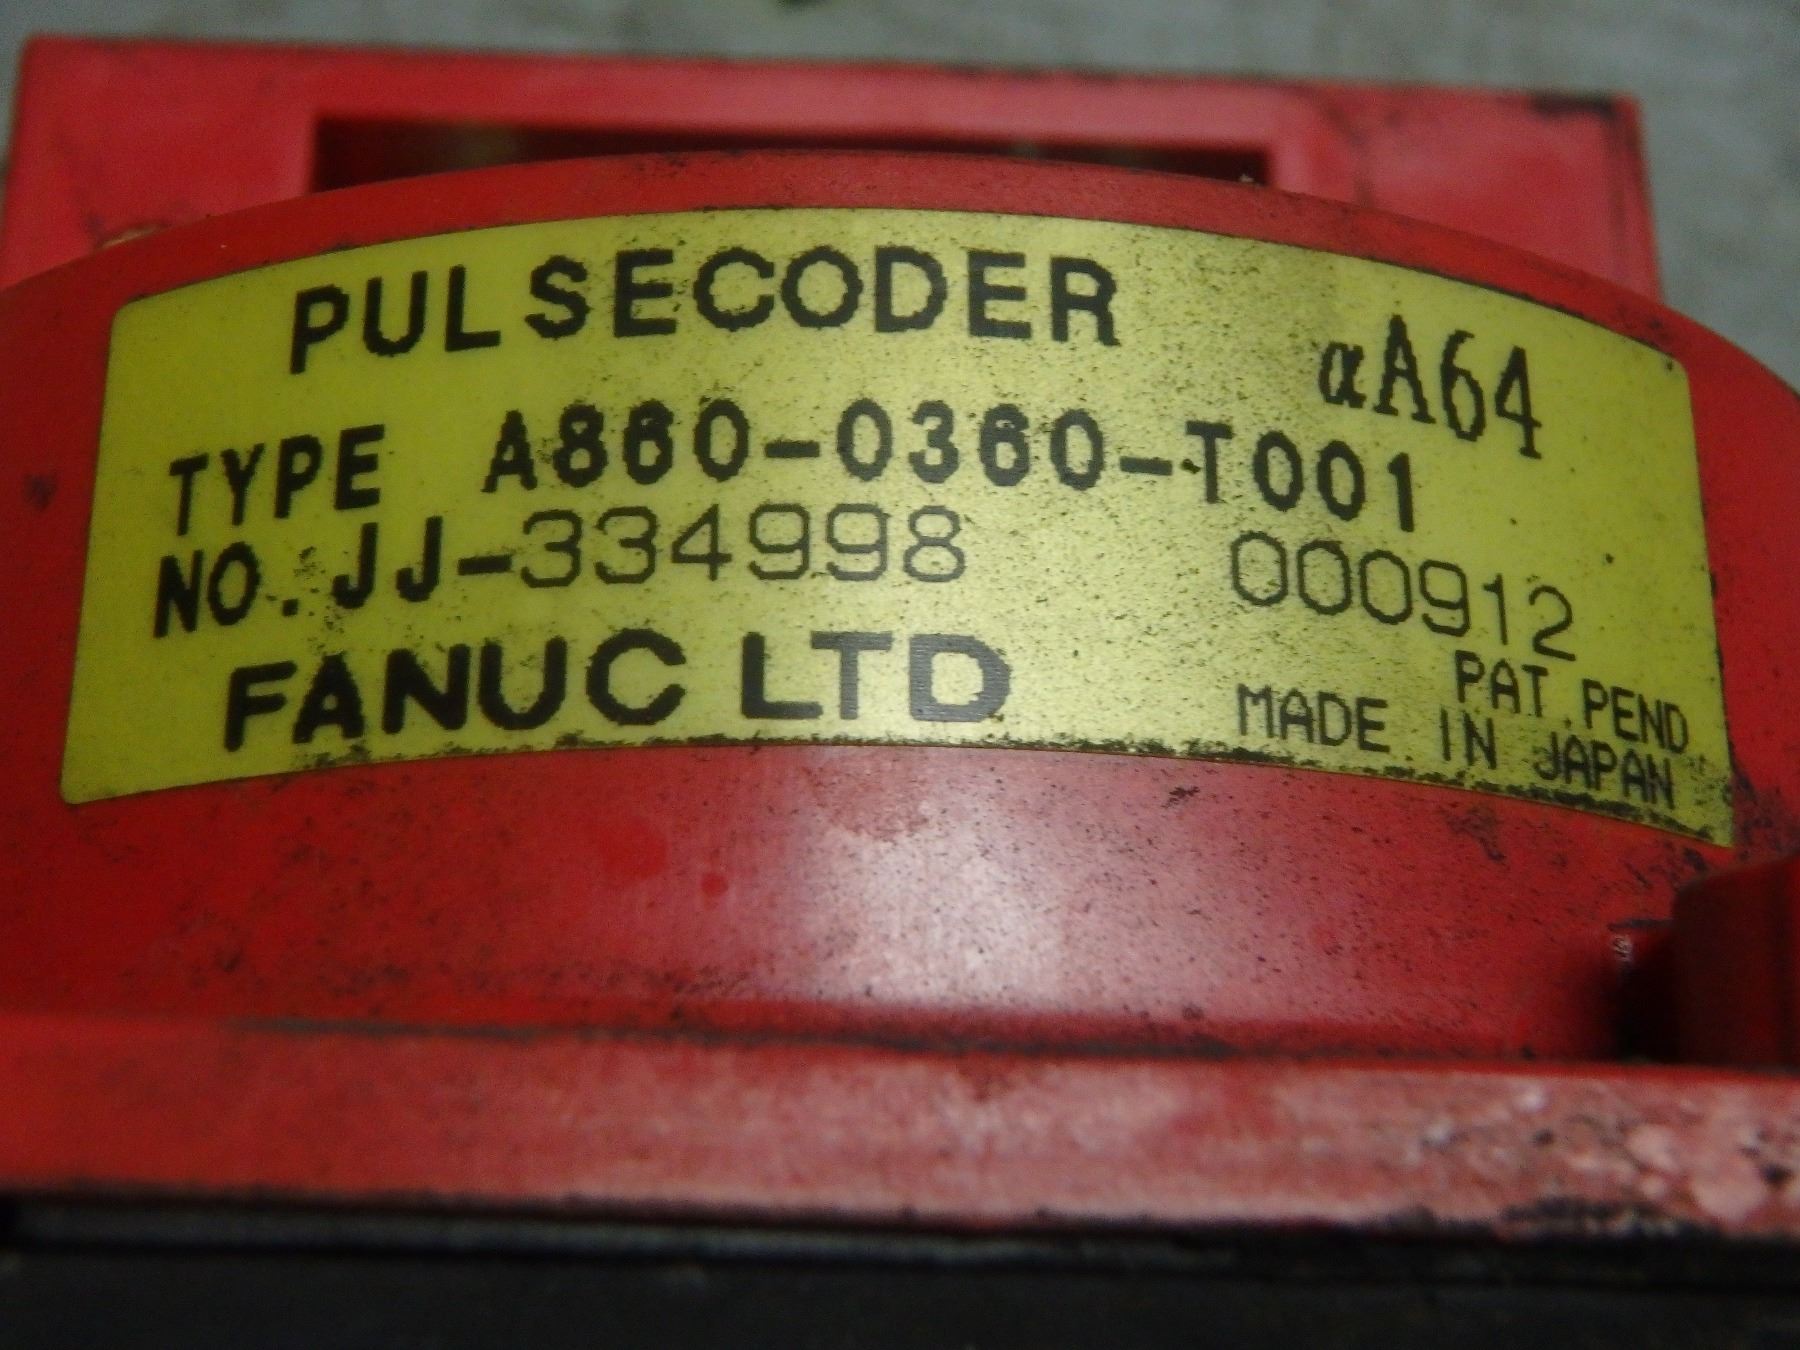 PULSECODER αA64
TYPE A860-0360-T001
NO. JJ-334998 000912
FANUC LTD PAT. PEND
MADE IN JAPAN